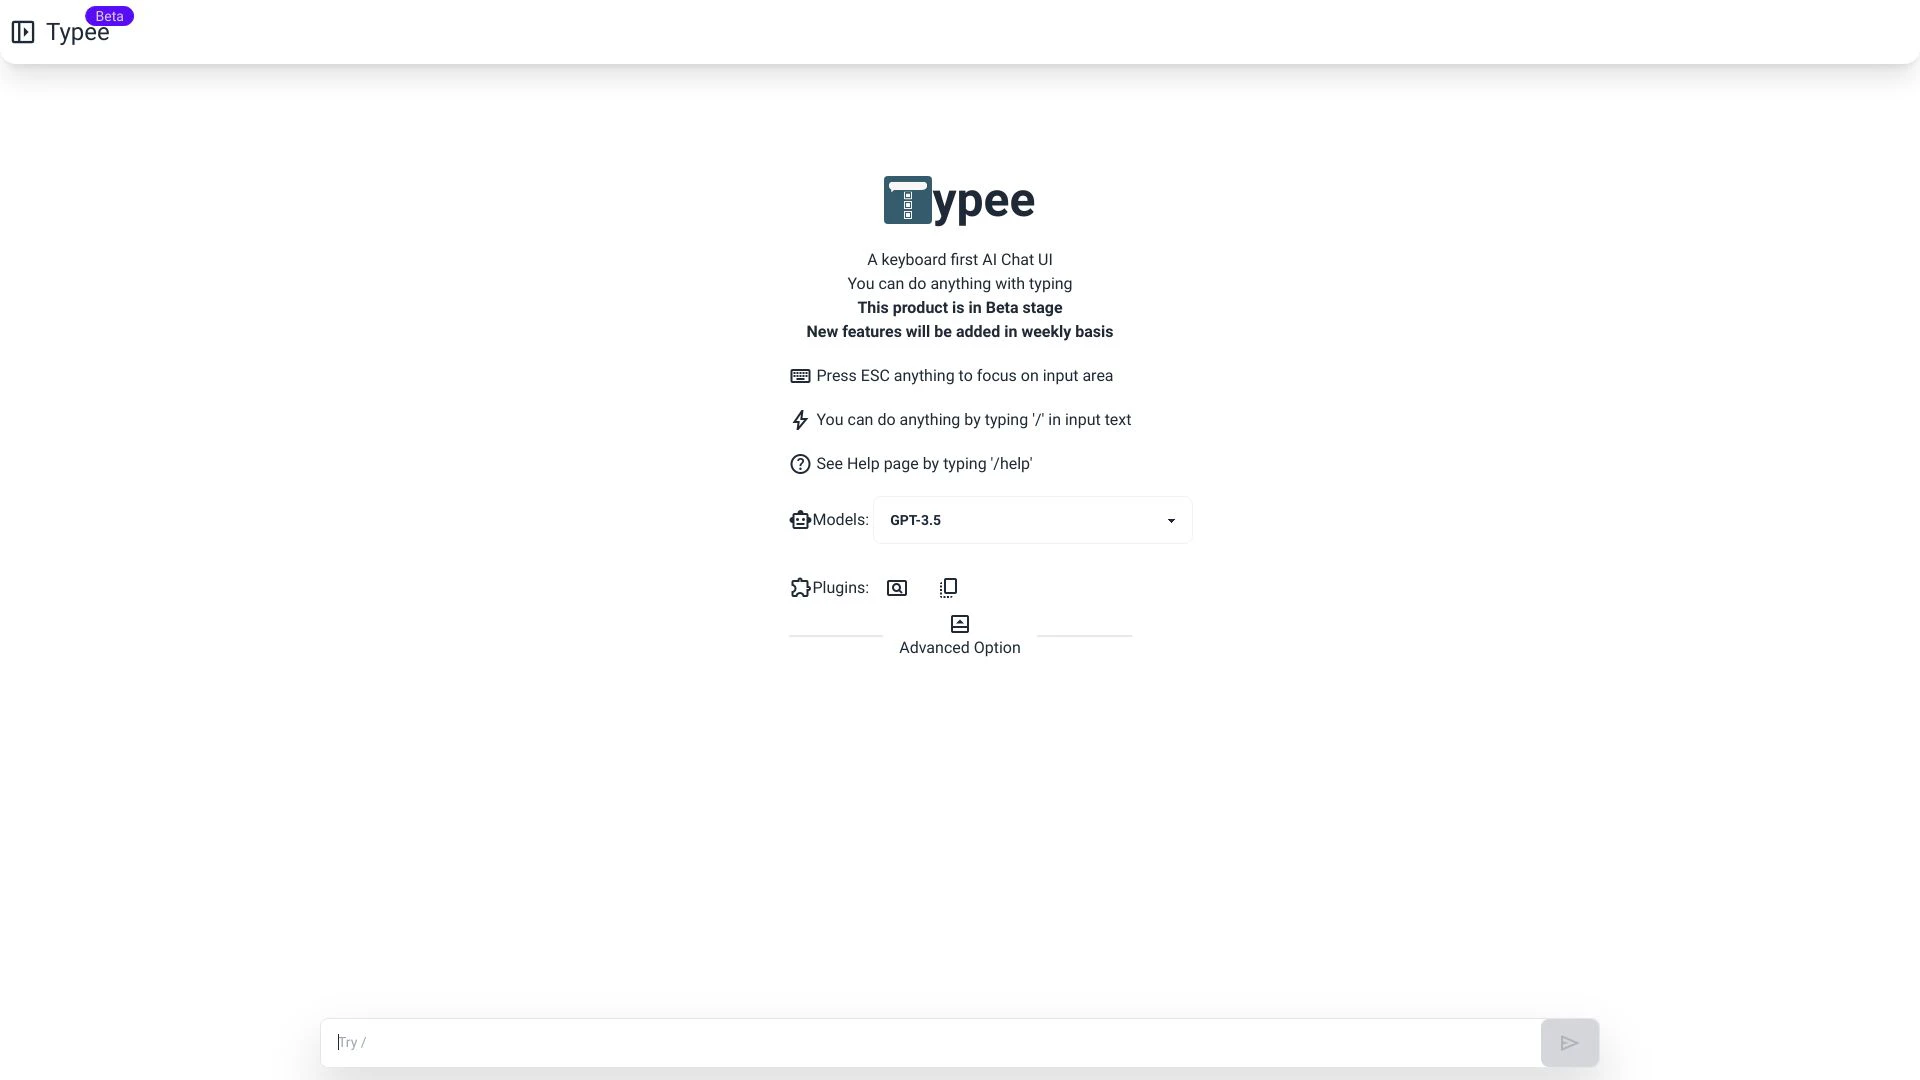 Beta
Typee
Typee
A keyboard first AI Chat UI
You can do anything with typing
This product is in Beta stage
New features will be added in weekly basis
Press ESC anything to focus on input area
You can do anything by typing '/' in input text
See Help page by typing '/help'
Models: GPT-3.5
Plugins:
Advanced Option
Try /